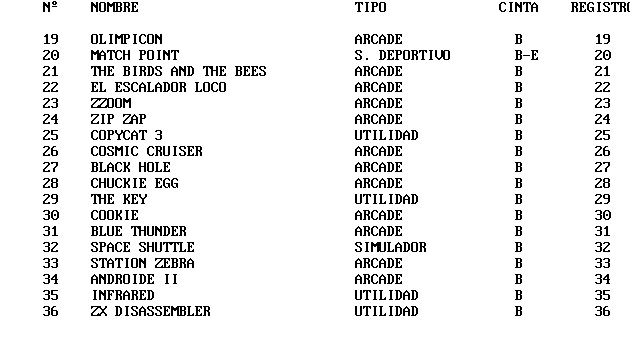 Nº NOMBRE TIPO CINTA REGISTRO
19 OLIMPICON ARCADE B 19
20 MATCH POINT S. DEPORTIVO B-E 20
21 THE BIRDS AND THE BEES ARCADE B 21
22 EL ESCALADOR LOCO ARCADE B 22
23 ZZOOM ARCADE B 23
24 ZIP ZAP ARCADE B 24
25 COPYCAT 3 UTILIDAD B 25
26 COSMIC CRUISER ARCADE B 26
27 BLACK HOLE ARCADE B 27
28 CHUCKIE EGG ARCADE B 28
29 THE KEY UTILIDAD B 29
30 COOKIE ARCADE B 30
31 BLUE THUNDER ARCADE B 31
32 SPACE SHUTTLE SIMULADOR B 32
33 STATION ZEBRA ARCADE B 33
34 ANDROIDE II ARCADE B 34
35 INFRARED UTILIDAD B 35
36 ZX DISASSEMBLER UTILIDAD B 36